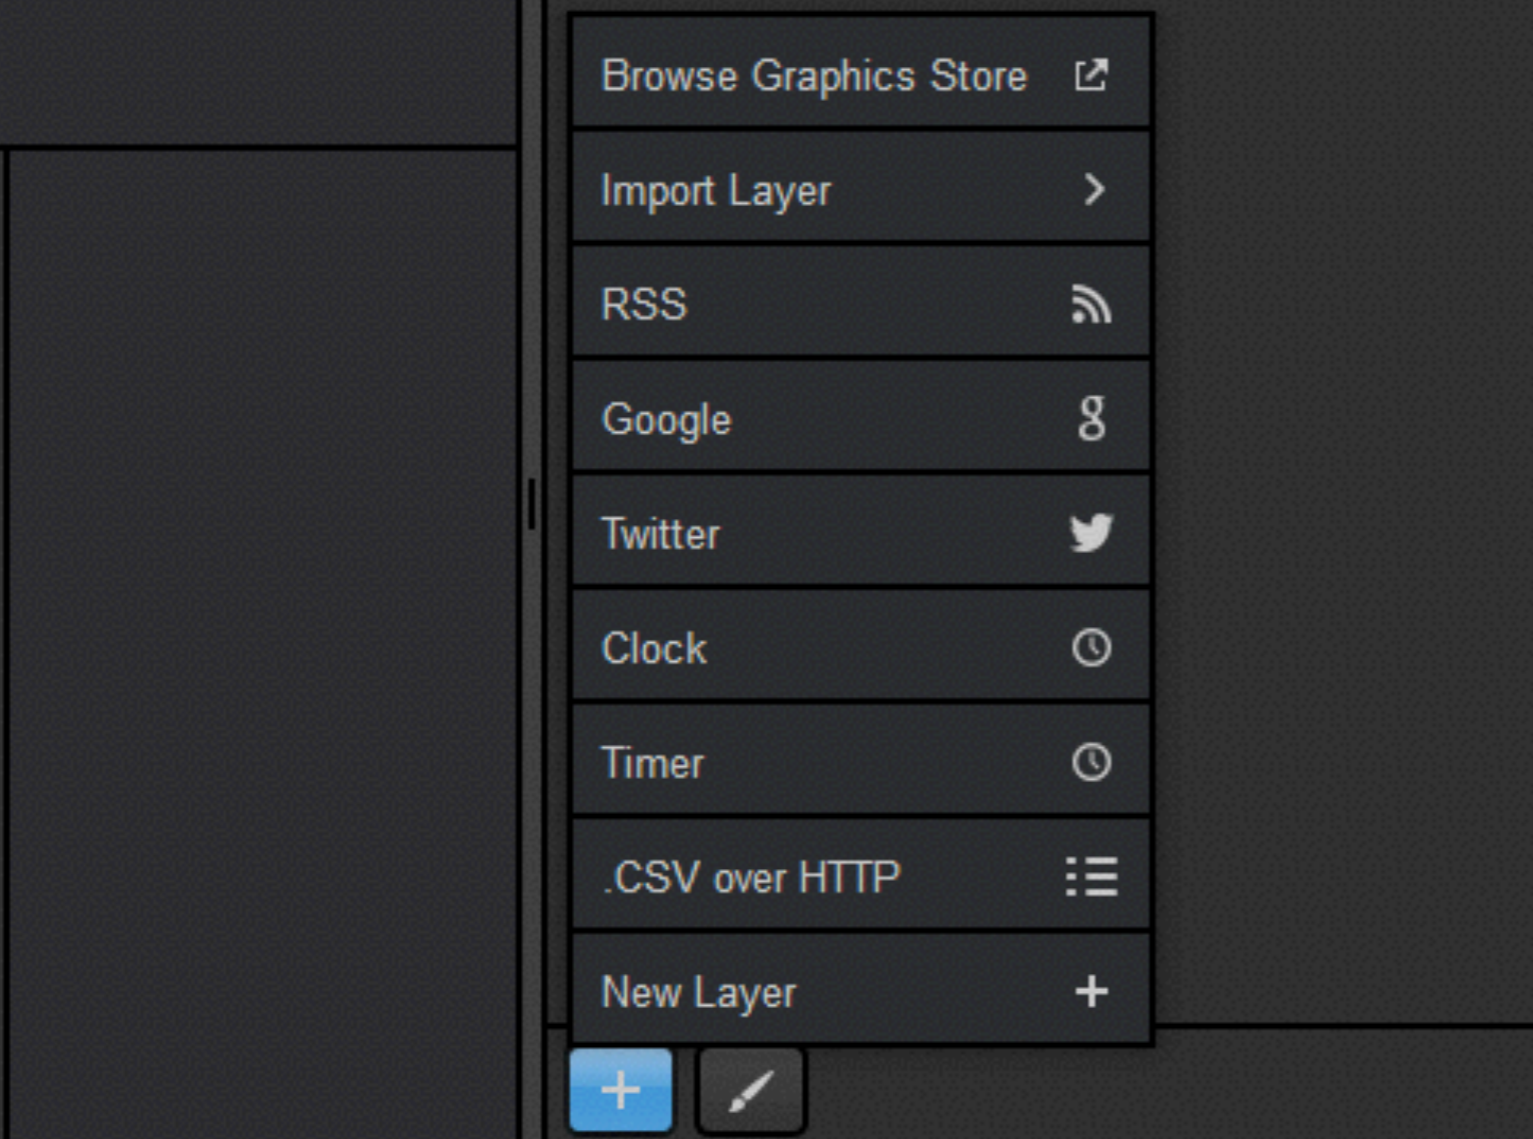 Browse Graphics Store
Import Layer
RSS
Google
Twitter
Clock
Timer
.CSV over HTTP
New Layer